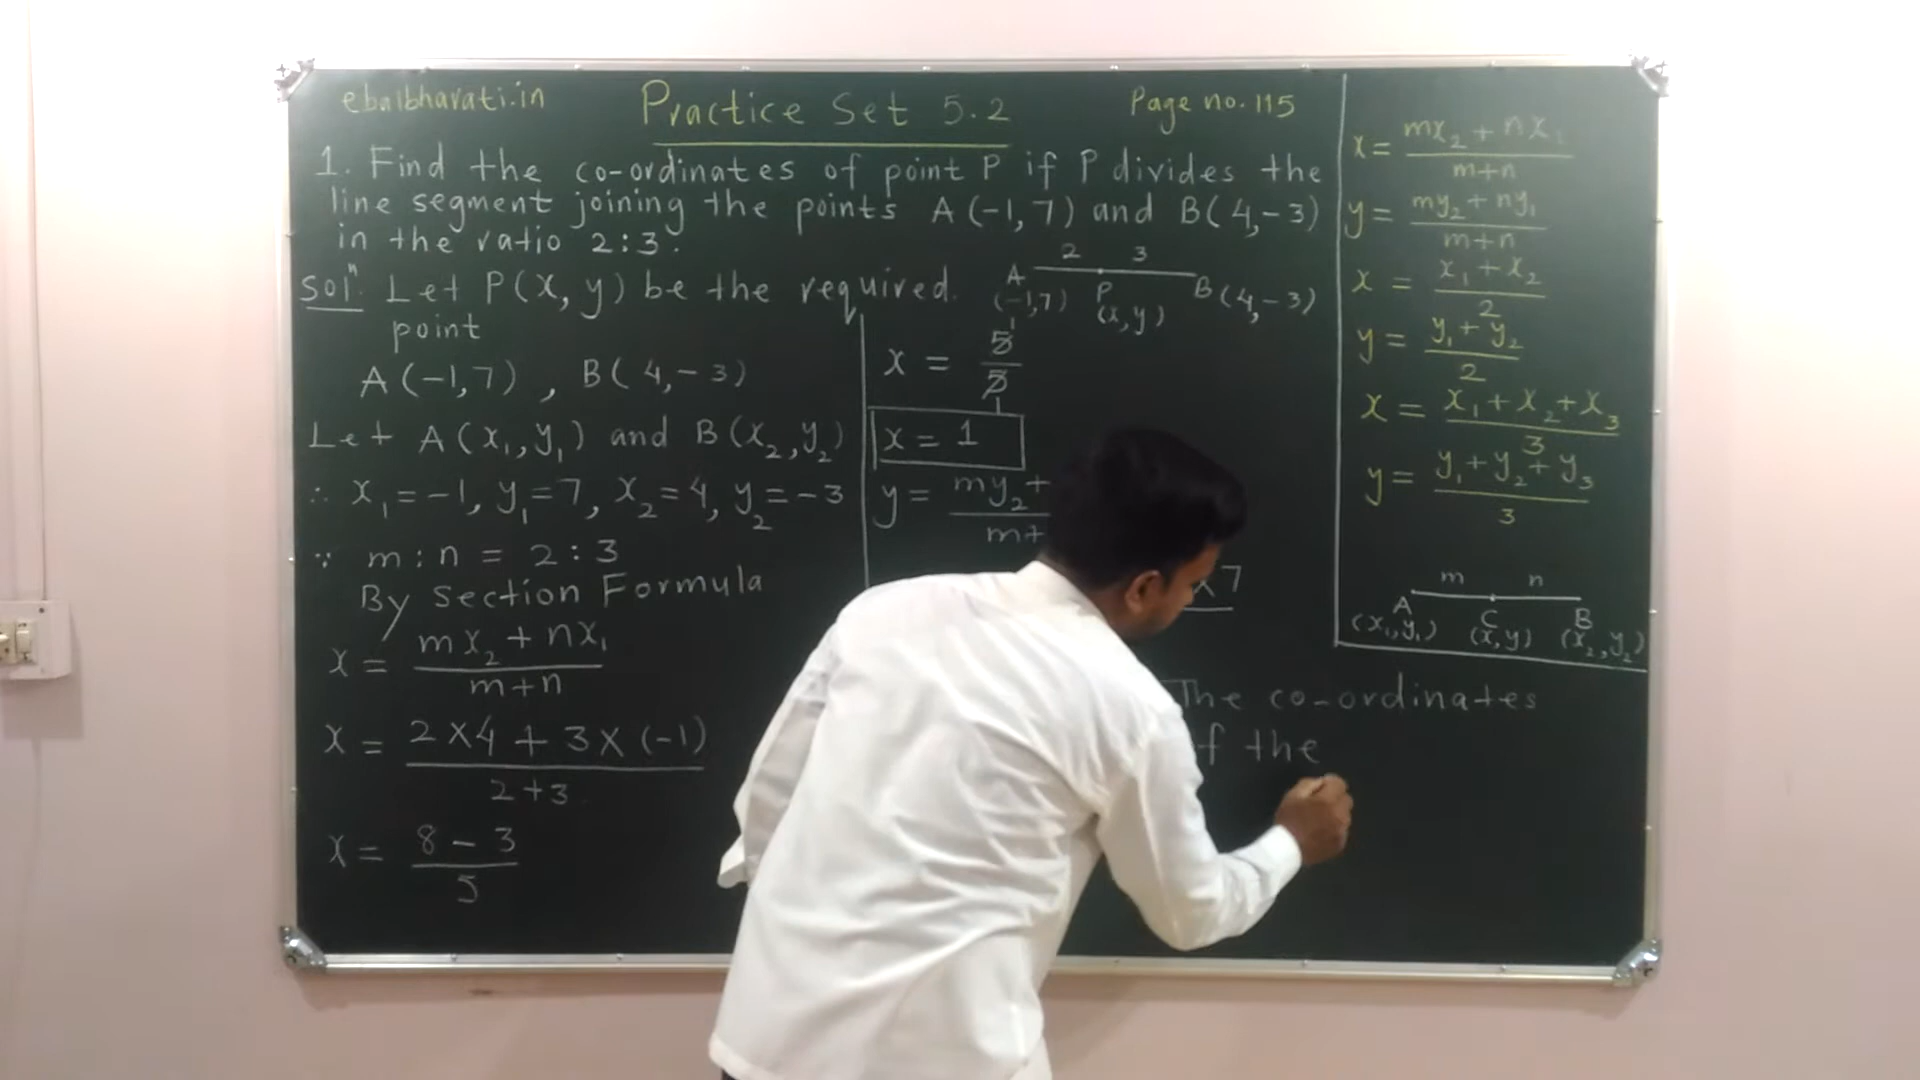 ebalbharati.in Practice Set 5.2 Page no. 115
1. Find the co-ordinates of point P if P divides the
line segment joining the points A(-1,7) and B(4,-3)
in the ratio 2:3.
Solⁿ. Let P(x,y) be the required
point
A(-1,7), B(4,-3)
Let A(x₁,y₁) and B(x₂,y₂)
∴ x₁=-1, y₁=7, x₂=4, y₂=-3
∵ m:n = 2:3
By Section Formula
x = mx₂+nx₁
m+n
x = 2×4+3×(-1)
2+3
x = 8-3
5
2 3
A P B(4,-3)
(-1,7) (x,y)
1
x = 5
5
1
x = 1
y = my₂+
m+
×7
The co-ordinates
f the
x = mx₂+nx
m+n
y = my₂+ny₁
m+n
x = x₁+x₂
2
y = y₁+y₂
2
x = x₁+x₂+x₃
3
y = y₁+y₂+y₃
3
m n
A C B
(x₁,y₁) (x,y) (x₂,y₂)